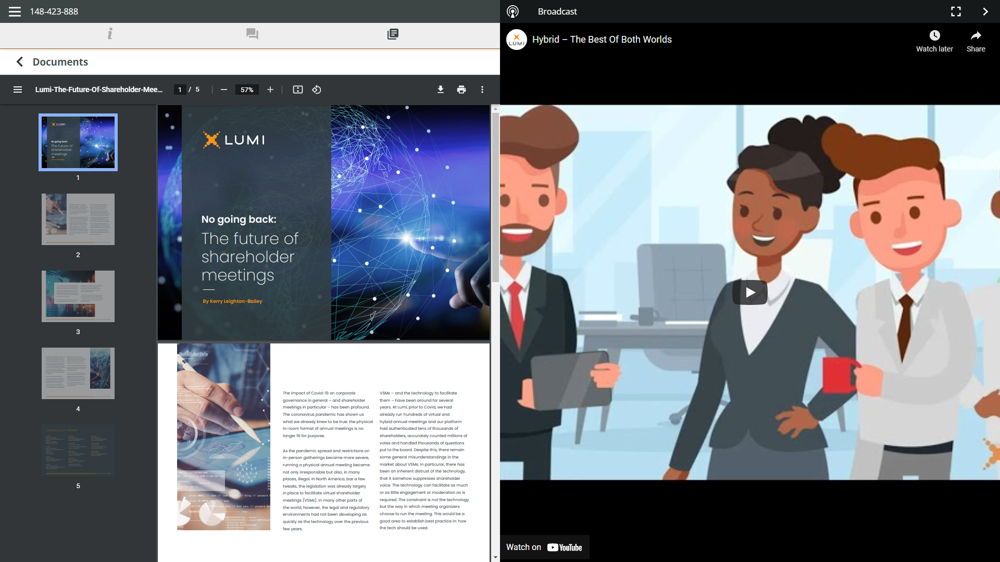 148-423-888
Documents
Lumi-The-Future-Of-Shareholder-Mee...
1 / 5
57%
1
2
3
4
5
LUMI
No going back:
The future of
shareholder
meetings
By Kerry Leighton-Bailey
The impact of Covid-19 on corporate
governance in general – and shareholder
meetings in particular – has been profound.
The coronavirus pandemic has shown us
what we already knew to be true: the physical
in-room format of annual meetings is no
longer fit for purpose.
As the pandemic spread and restrictions on
in-person gatherings became more severe,
running a physical annual meeting became
not only irresponsible but also, in many
places, illegal. In North America, bar a few
tweaks, the legislation was already largely
in place to facilitate virtual shareholder
meetings (VSMs). In many other parts of
the world, however, the legal and regulatory
environments had not been developing as
quickly as the technology over the previous
few years.
VSMs – and the technology to facilitate
them – have been around for several
years. At Lumi, prior to Covid, we had
already run hundreds of virtual and
hybrid annual meetings and our platform
had authenticated tens of thousands of
shareholders, accurately counted millions of
votes and handled thousands of questions
put to the board. Despite this, there remain
some general misunderstandings in the
market about VSMs. In particular, there has
been an inherent distrust of the technology,
that it somehow suppresses shareholder
voice. The technology can facilitate as much
or as little engagement or moderation as is
required. The constraint is not the technology
but the way in which meeting organizers
choose to run the meeting. This would be a
good area to establish best practice in: how
the tech should be used.
Broadcast
LUMI
Hybrid – The Best Of Both Worlds
Watch later
Share
Watch on YouTube